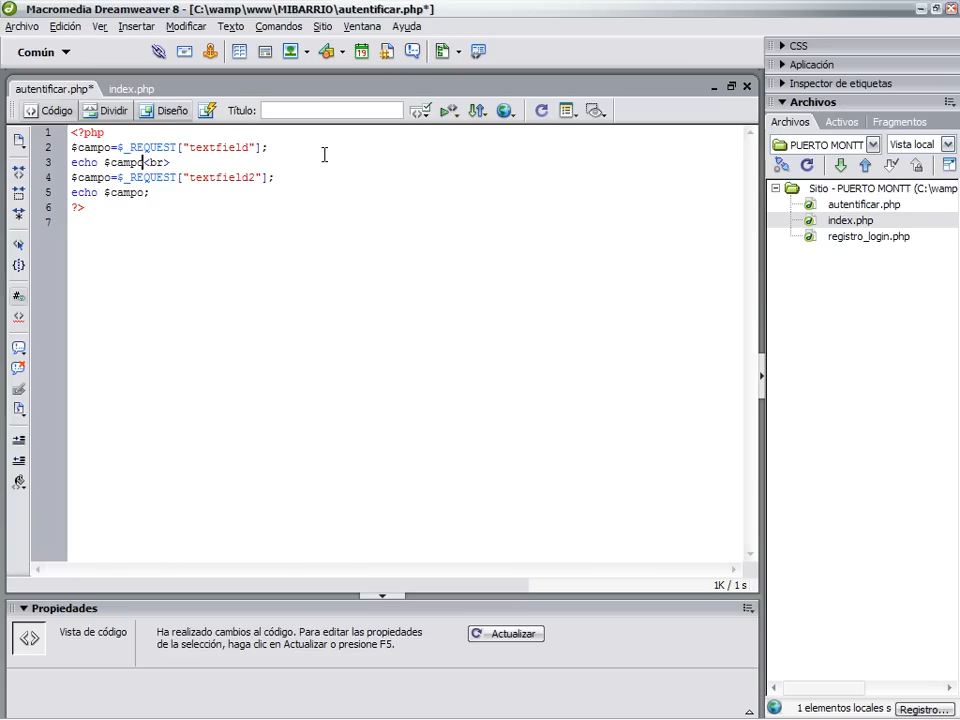 Macromedia Dreamweaver 8 - [C:\wamp\www\MIBARRIO\autentificar.php*]
Archivo Edición Ver Insertar Modificar Texto Comandos Sitio Ventana Ayuda
Común
autentificar.php* index.php
Código Dividir Diseño Título:
1 <?php
2 $campo=$_REQUEST["textfield"];
3 echo $campo<br>
4 $campo=$_REQUEST["textfield2"];
5 echo $campo;
6 ?>
7
1K / 1 s
Propiedades
Vista de código
Ha realizado cambios al código. Para editar las propiedades
de la selección, haga clic en Actualizar o presione F5.
Actualizar
CSS
Aplicación
Inspector de etiquetas
Archivos
Archivos Activos Fragmentos
PUERTO MONTT Vista local
Sitio - PUERTO MONTT (C:\wamp
autentificar.php
index.php
registro_login.php
1 elementos locales s Registro...